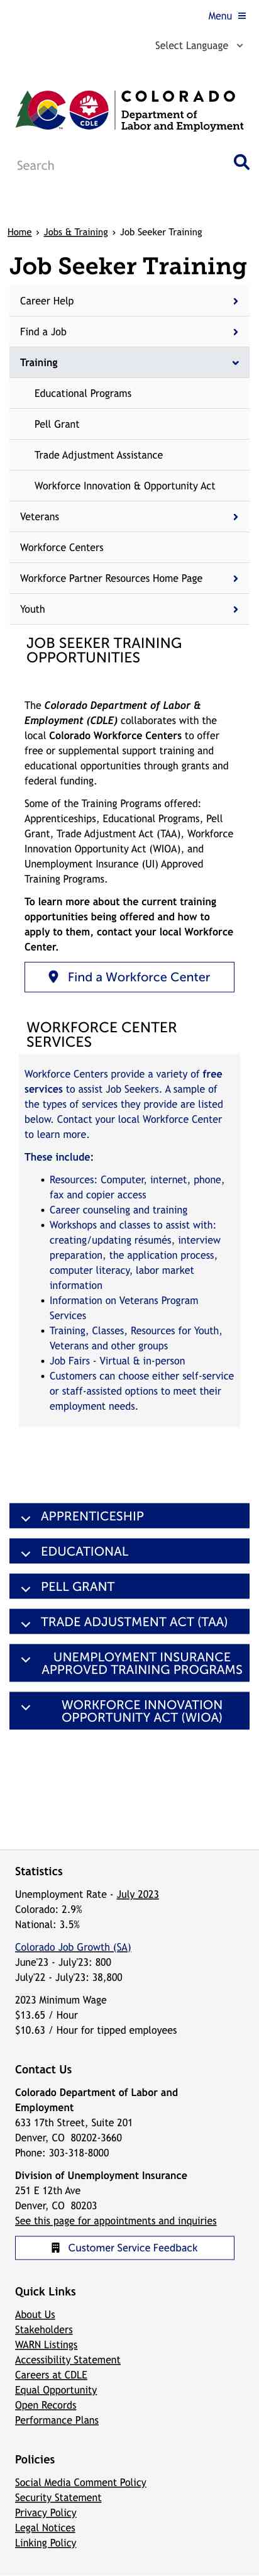 Menu
Select Language
CDLE
COLORADO
Department of
Labor and Employment
Search
Home › Jobs & Training › Job Seeker Training
Job Seeker Training
Career Help
Find a Job
Training
Educational Programs
Pell Grant
Trade Adjustment Assistance
Workforce Innovation & Opportunity Act
Veterans
Workforce Centers
Workforce Partner Resources Home Page
Youth
JOB SEEKER TRAINING
OPPORTUNITIES
The Colorado Department of Labor &
Employment (CDLE) collaborates with the
local Colorado Workforce Centers to offer
free or supplemental support training and
educational opportunities through grants and
federal funding.
Some of the Training Programs offered:
Apprenticeships, Educational Programs, Pell
Grant, Trade Adjustment Act (TAA), Workforce
Innovation Opportunity Act (WIOA), and
Unemployment Insurance (UI) Approved
Training Programs.
To learn more about the current training
opportunities being offered and how to
apply to them, contact your local Workforce
Center.
Find a Workforce Center
WORKFORCE CENTER
SERVICES
Workforce Centers provide a variety of free
services to assist Job Seekers. A sample of
the types of services they provide are listed
below. Contact your local Workforce Center
to learn more.
These include:
• Resources: Computer, internet, phone,
fax and copier access
• Career counseling and training
• Workshops and classes to assist with:
creating/updating résumés, interview
preparation, the application process,
computer literacy, labor market
information
• Information on Veterans Program
Services
• Training, Classes, Resources for Youth,
Veterans and other groups
• Job Fairs - Virtual & in-person
• Customers can choose either self-service
or staff-assisted options to meet their
employment needs.
APPRENTICESHIP
EDUCATIONAL
PELL GRANT
TRADE ADJUSTMENT ACT (TAA)
UNEMPLOYMENT INSURANCE
APPROVED TRAINING PROGRAMS
WORKFORCE INNOVATION
OPPORTUNITY ACT (WIOA)
Statistics
Unemployment Rate - July 2023
Colorado: 2.9%
National: 3.5%
Colorado Job Growth (SA)
June'23 - July'23: 800
July'22 - July'23: 38,800
2023 Minimum Wage
$13.65 / Hour
$10.63 / Hour for tipped employees
Contact Us
Colorado Department of Labor and
Employment
633 17th Street, Suite 201
Denver, CO 80202-3660
Phone: 303-318-8000
Division of Unemployment Insurance
251 E 12th Ave
Denver, CO 80203
See this page for appointments and inquiries
Customer Service Feedback
Quick Links
About Us
Stakeholders
WARN Listings
Accessibility Statement
Careers at CDLE
Equal Opportunity
Open Records
Performance Plans
Policies
Social Media Comment Policy
Security Statement
Privacy Policy
Legal Notices
Linking Policy